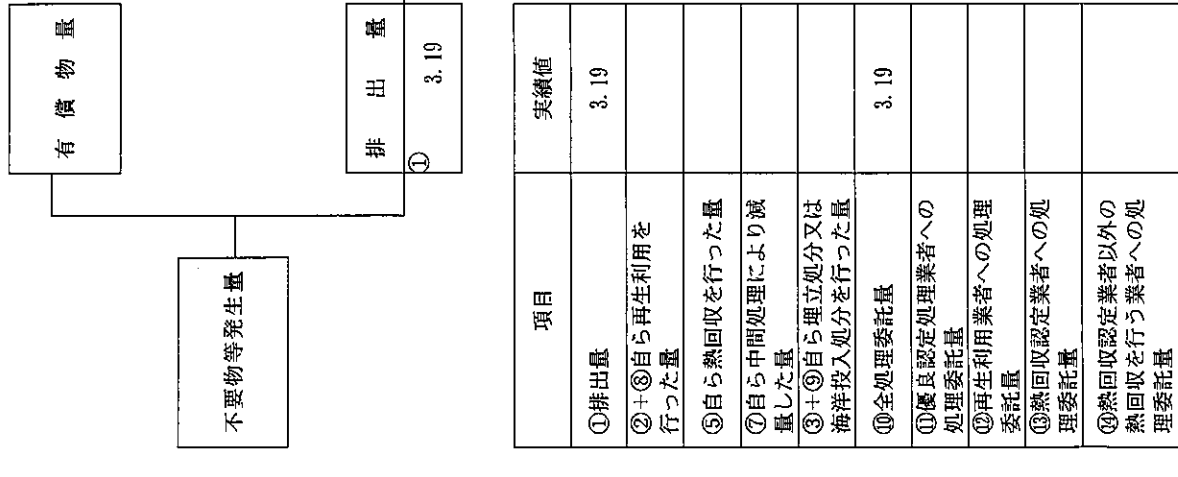 有償物量
不要物等発生量
排出量
①
3.19
項目
実績値
①排出量
3.19
②+⑧自ら再生利用を
行った量
⑤自ら熱回収を行った量
⑦自ら中間処理により減
量した量
③+⑨自ら埋立処分又は
海洋投入処分を行った量
⑩全処理委託量
3.19
⑪優良認定処理業者への
処理委託量
⑫再生利用業者への処理
委託量
⑬熱回収認定業者への処
理委託量
⑭熱回収認定業者以外の
熱回収を行う業者への処
理委託量